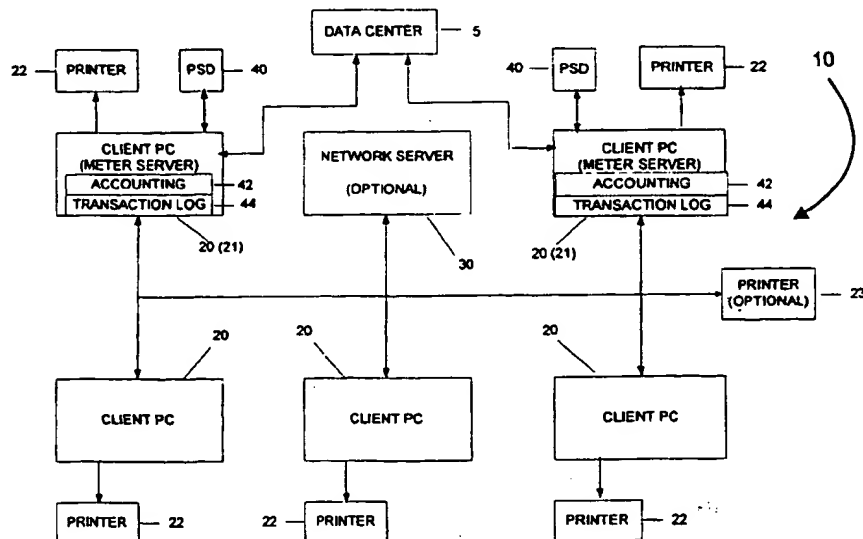 DATA CENTER 5
22 PRINTER PSD 40 40 PSD PRINTER 22 10
CLIENT PC
(METER SERVER)
ACCOUNTING 42
TRANSACTION LOG 44
20 (21)
NETWORK SERVER
(OPTIONAL)
30
CLIENT PC
(METER SERVER)
ACCOUNTING 42
TRANSACTION LOG 44
20 (21)
PRINTER
(OPTIONAL) 23
20 20 20
CLIENT PC CLIENT PC CLIENT PC
PRINTER 22 22 PRINTER PRINTER 22